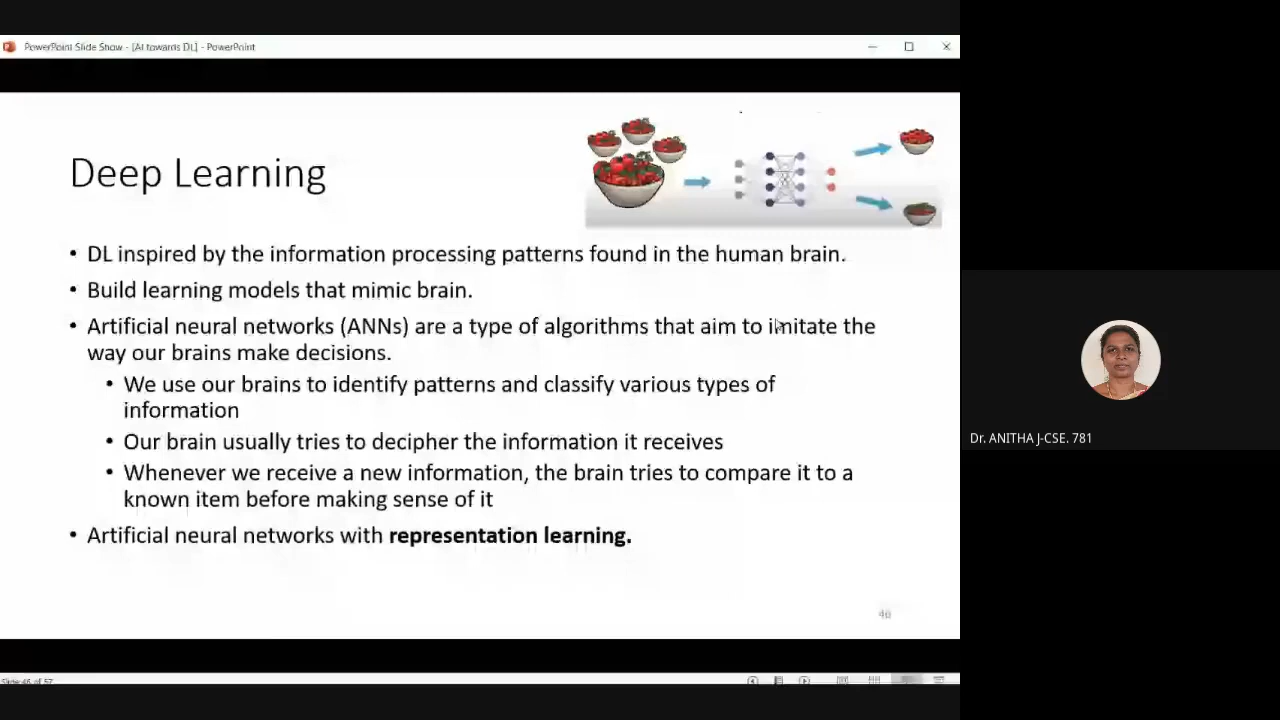 PowerPoint Slide Show - [AI towards DL] - PowerPoint
Deep Learning
• DL inspired by the information processing patterns found in the human brain.
• Build learning models that mimic brain.
• Artificial neural networks (ANNs) are a type of algorithms that aim to imitate the
way our brains make decisions.
• We use our brains to identify patterns and classify various types of
information
• Our brain usually tries to decipher the information it receives
• Whenever we receive a new information, the brain tries to compare it to a
known item before making sense of it
• Artificial neural networks with representation learning.
Dr. ANITHA J-CSE. 781
Slide 46 of 57